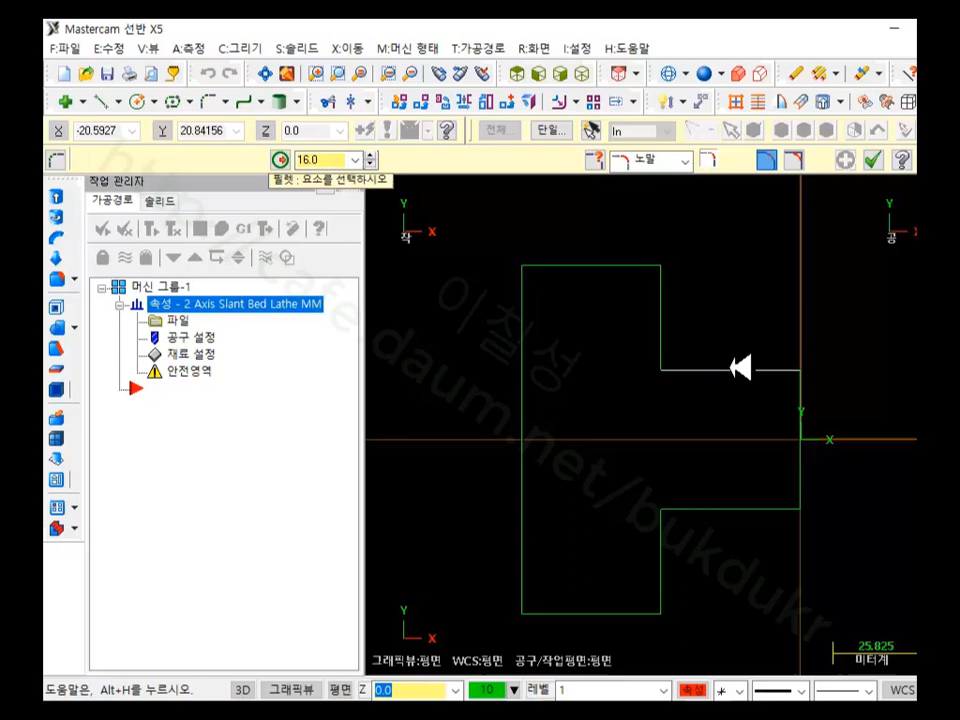 Mastercam 선반 X5
F:파일 E:수정 V:뷰 A:측정 C:그리기 S:솔리드 X:이동 M:머신 형태 T:가공경로 R:화면 I:설정 H:도움말
X -20.5927 Y 20.84156 Z 0.0 전체... 단일... In
16.0 노말
필렛 : 요소를 선택하시오
작업 관리자
가공경로 솔리드
G1
머신 그룹-1
속성 - 2 Axis Slant Bed Lathe MM
파일
공구 설정
재료 설정
안전영역
Y
X
작
Y
X
공
Y
X
Y
X
그래픽뷰:평면 WCS:평면 공구/작업평면:평면
25.825
미터계
도움말은, Alt+H를 누르시오. 3D 그래픽뷰 평면 Z 0.0 10 레벨 1 속성 WCS
이칠성
http://cafe.daum.net/bukdukr